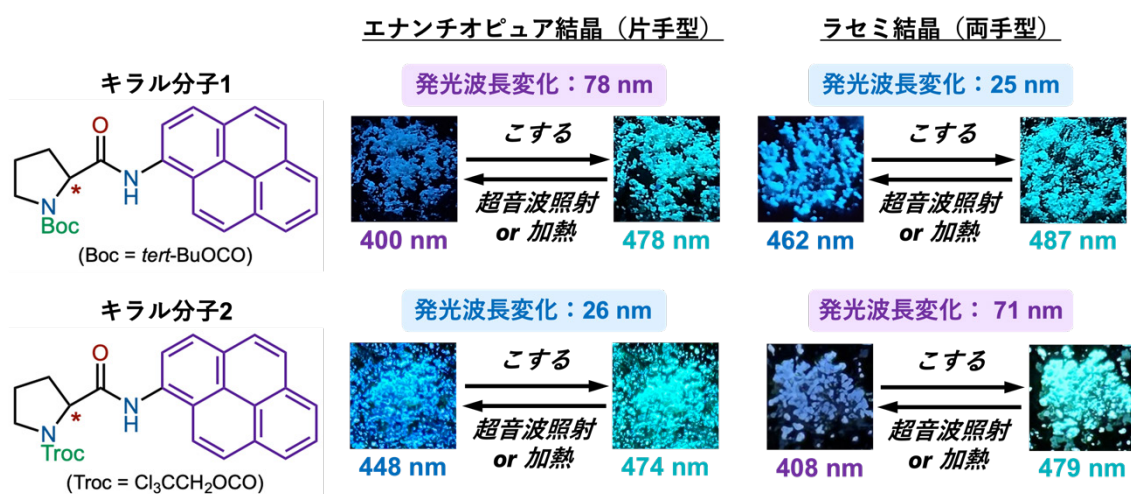 エナンチオピュア結晶（片手型）
ラセミ結晶（両手型）
キラル分子1
発光波長変化：78 nm
発光波長変化：25 nm
O
N
H
N
Boc
*
(Boc = tert-BuOCO)
こする
超音波照射
or 加熱
400 nm
478 nm
こする
超音波照射
or 加熱
462 nm
487 nm
キラル分子2
発光波長変化：26 nm
発光波長変化： 71 nm
O
N
H
N
Troc
*
(Troc = Cl₃CCH₂OCO)
こする
超音波照射
or 加熱
448 nm
474 nm
こする
超音波照射
or 加熱
408 nm
479 nm